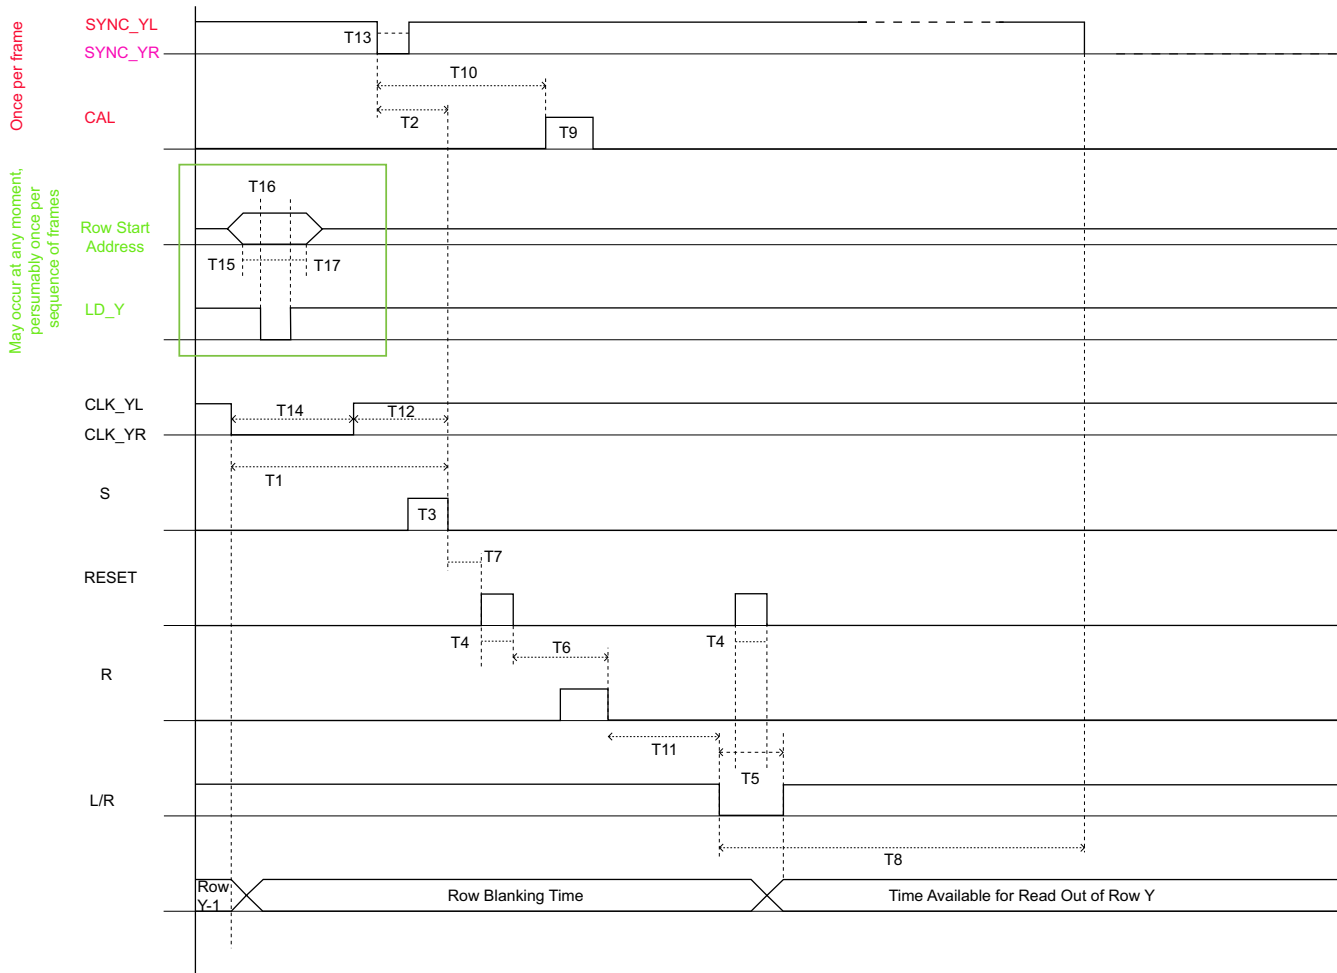 Once per frame
SYNC_YL
SYNC_YR
T13
T10
T2
CAL
T9
May occur at any moment,
persumably once per
sequence of frames
T16
Row Start
Address
T15
T17
LD_Y
CLK_YL
T14
T12
CLK_YR
T1
S
T3
T7
RESET
T4
T6
T4
R
T11
T5
L/R
T8
Row
Y-1
Row Blanking Time
Time Available for Read Out of Row Y